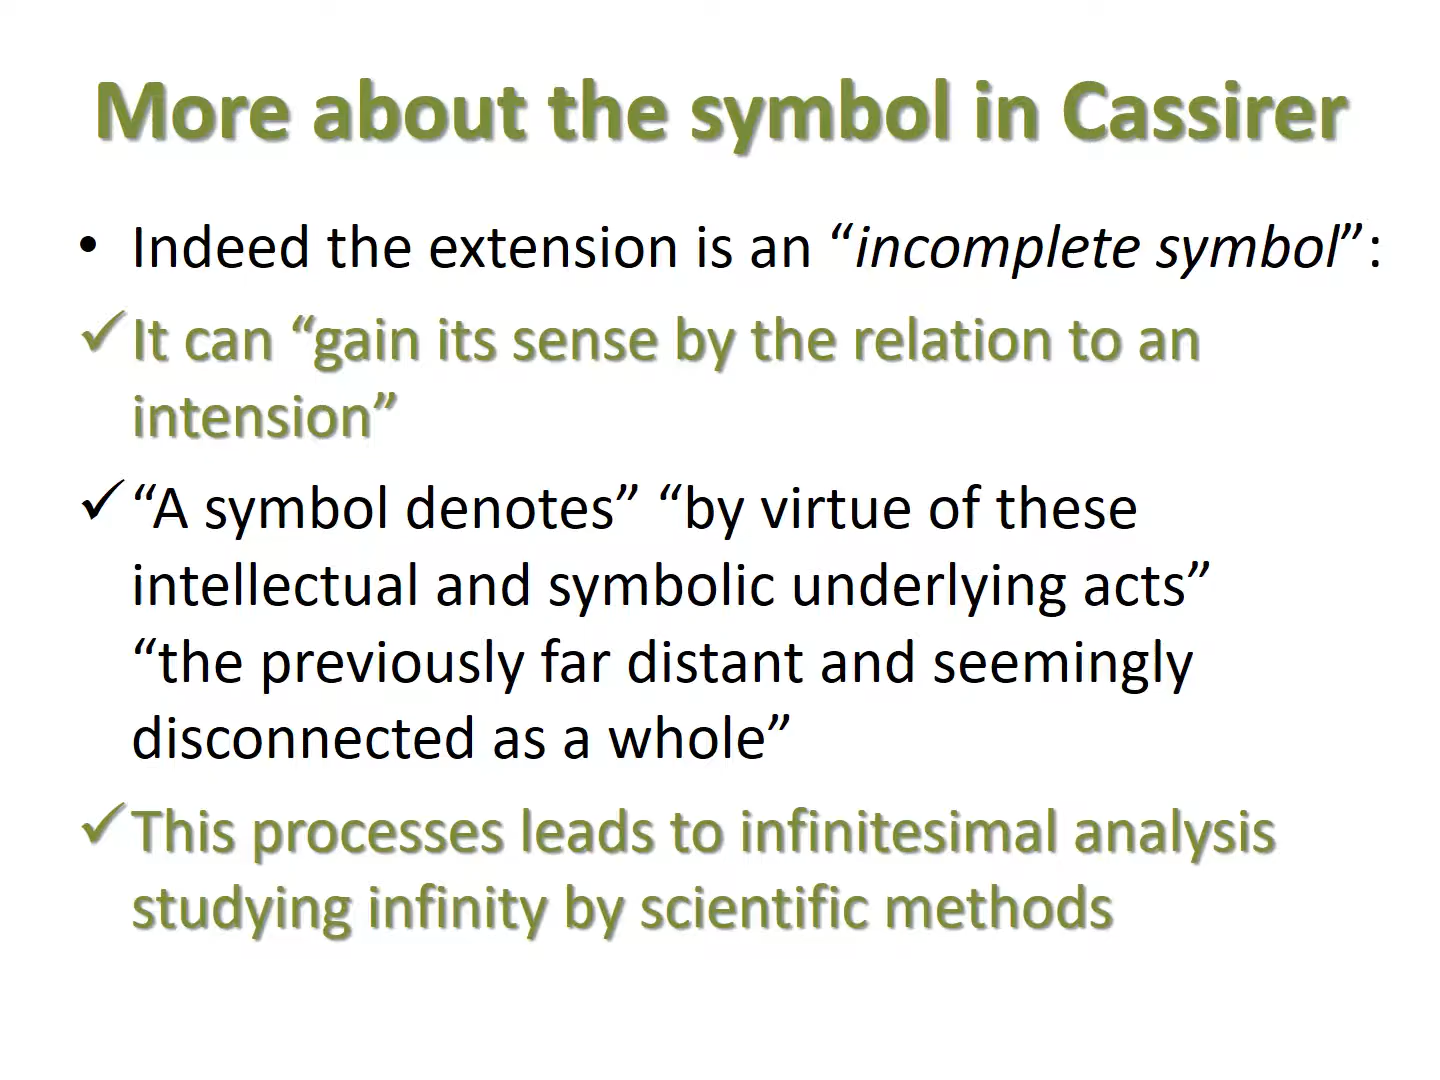 More about the symbol in Cassirer
• Indeed the extension is an “incomplete symbol”:
✓It can “gain its sense by the relation to an
intension”
✓“A symbol denotes” “by virtue of these
intellectual and symbolic underlying acts”
“the previously far distant and seemingly
disconnected as a whole”
✓This processes leads to infinitesimal analysis
studying infinity by scientific methods